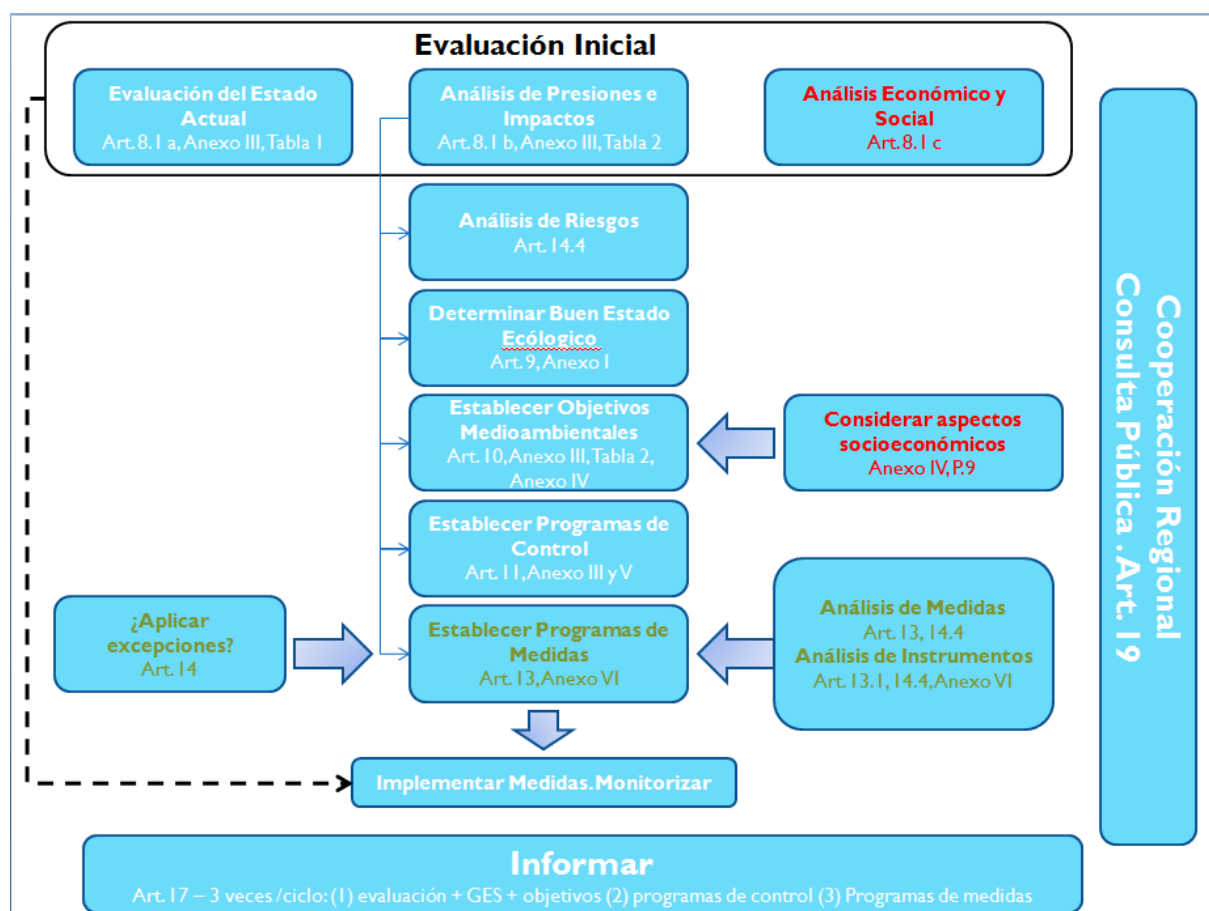 Evaluación Inicial
Evaluación del Estado
Actual
Art.8.1 a, Anexo III, Tabla 1
Análisis de Presiones e
Impactos
Art.8.1 b, Anexo III, Tabla 2
Análisis Económico y
Social
Art. 8.1 c
Análisis de Riesgos
Art. 14.4
Determinar Buen Estado
Ecólogico
Art. 9, Anexo I
Establecer Objetivos
Medioambientales
Art. 10, Anexo III, Tabla 2,
Anexo IV
Considerar aspectos
socioeconómicos
Anexo IV, P.9
Establecer Programas de
Control
Art. 11, Anexo III y V
¿Aplicar
excepciones?
Art. 14
Establecer Programas de
Medidas
Art. 13, Anexo VI
Análisis de Medidas
Art. 13, 14.4
Análisis de Instrumentos
Art. 13.1, 14.4, Anexo VI
Implementar Medidas. Monitorizar
Cooperación Regional
Consulta Pública . Art. 19
Informar
Art. 17 – 3 veces /ciclo: (1) evaluación + GES + objetivos (2) programas de control (3) Programas de medidas